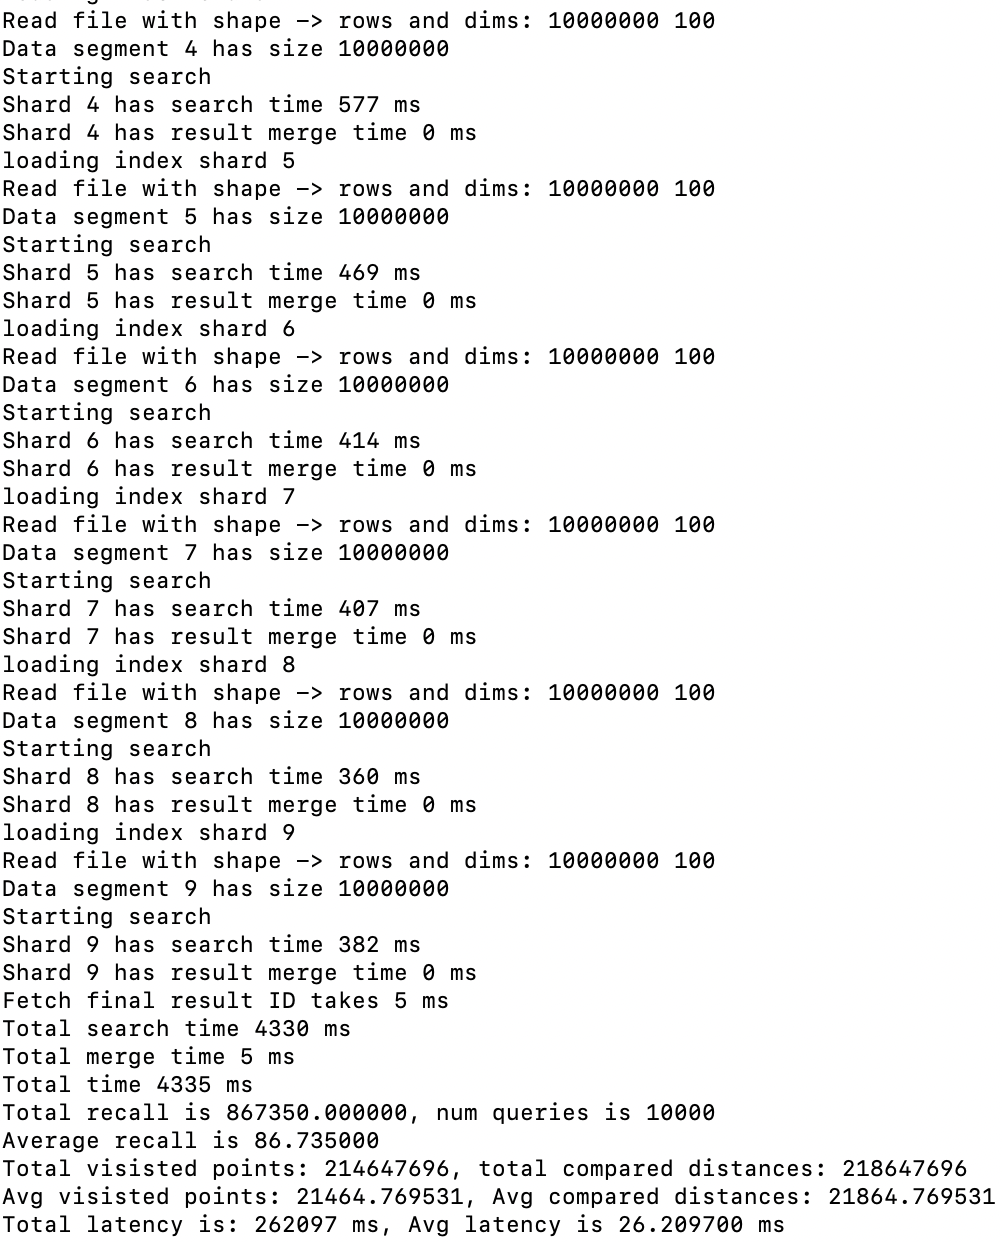 Read file with shape –> rows and dims: 10000000 100
Data segment 4 has size 10000000
Starting search
Shard 4 has search time 577 ms
Shard 4 has result merge time 0 ms
loading index shard 5
Read file with shape –> rows and dims: 10000000 100
Data segment 5 has size 10000000
Starting search
Shard 5 has search time 469 ms
Shard 5 has result merge time 0 ms
loading index shard 6
Read file with shape –> rows and dims: 10000000 100
Data segment 6 has size 10000000
Starting search
Shard 6 has search time 414 ms
Shard 6 has result merge time 0 ms
loading index shard 7
Read file with shape –> rows and dims: 10000000 100
Data segment 7 has size 10000000
Starting search
Shard 7 has search time 407 ms
Shard 7 has result merge time 0 ms
loading index shard 8
Read file with shape –> rows and dims: 10000000 100
Data segment 8 has size 10000000
Starting search
Shard 8 has search time 360 ms
Shard 8 has result merge time 0 ms
loading index shard 9
Read file with shape –> rows and dims: 10000000 100
Data segment 9 has size 10000000
Starting search
Shard 9 has search time 382 ms
Shard 9 has result merge time 0 ms
Fetch final result ID takes 5 ms
Total search time 4330 ms
Total merge time 5 ms
Total time 4335 ms
Total recall is 867350.000000, num queries is 10000
Average recall is 86.735000
Total visisted points: 214647696, total compared distances: 218647696
Avg visisted points: 21464.769531, Avg compared distances: 21864.769531
Total latency is: 262097 ms, Avg latency is 26.209700 ms